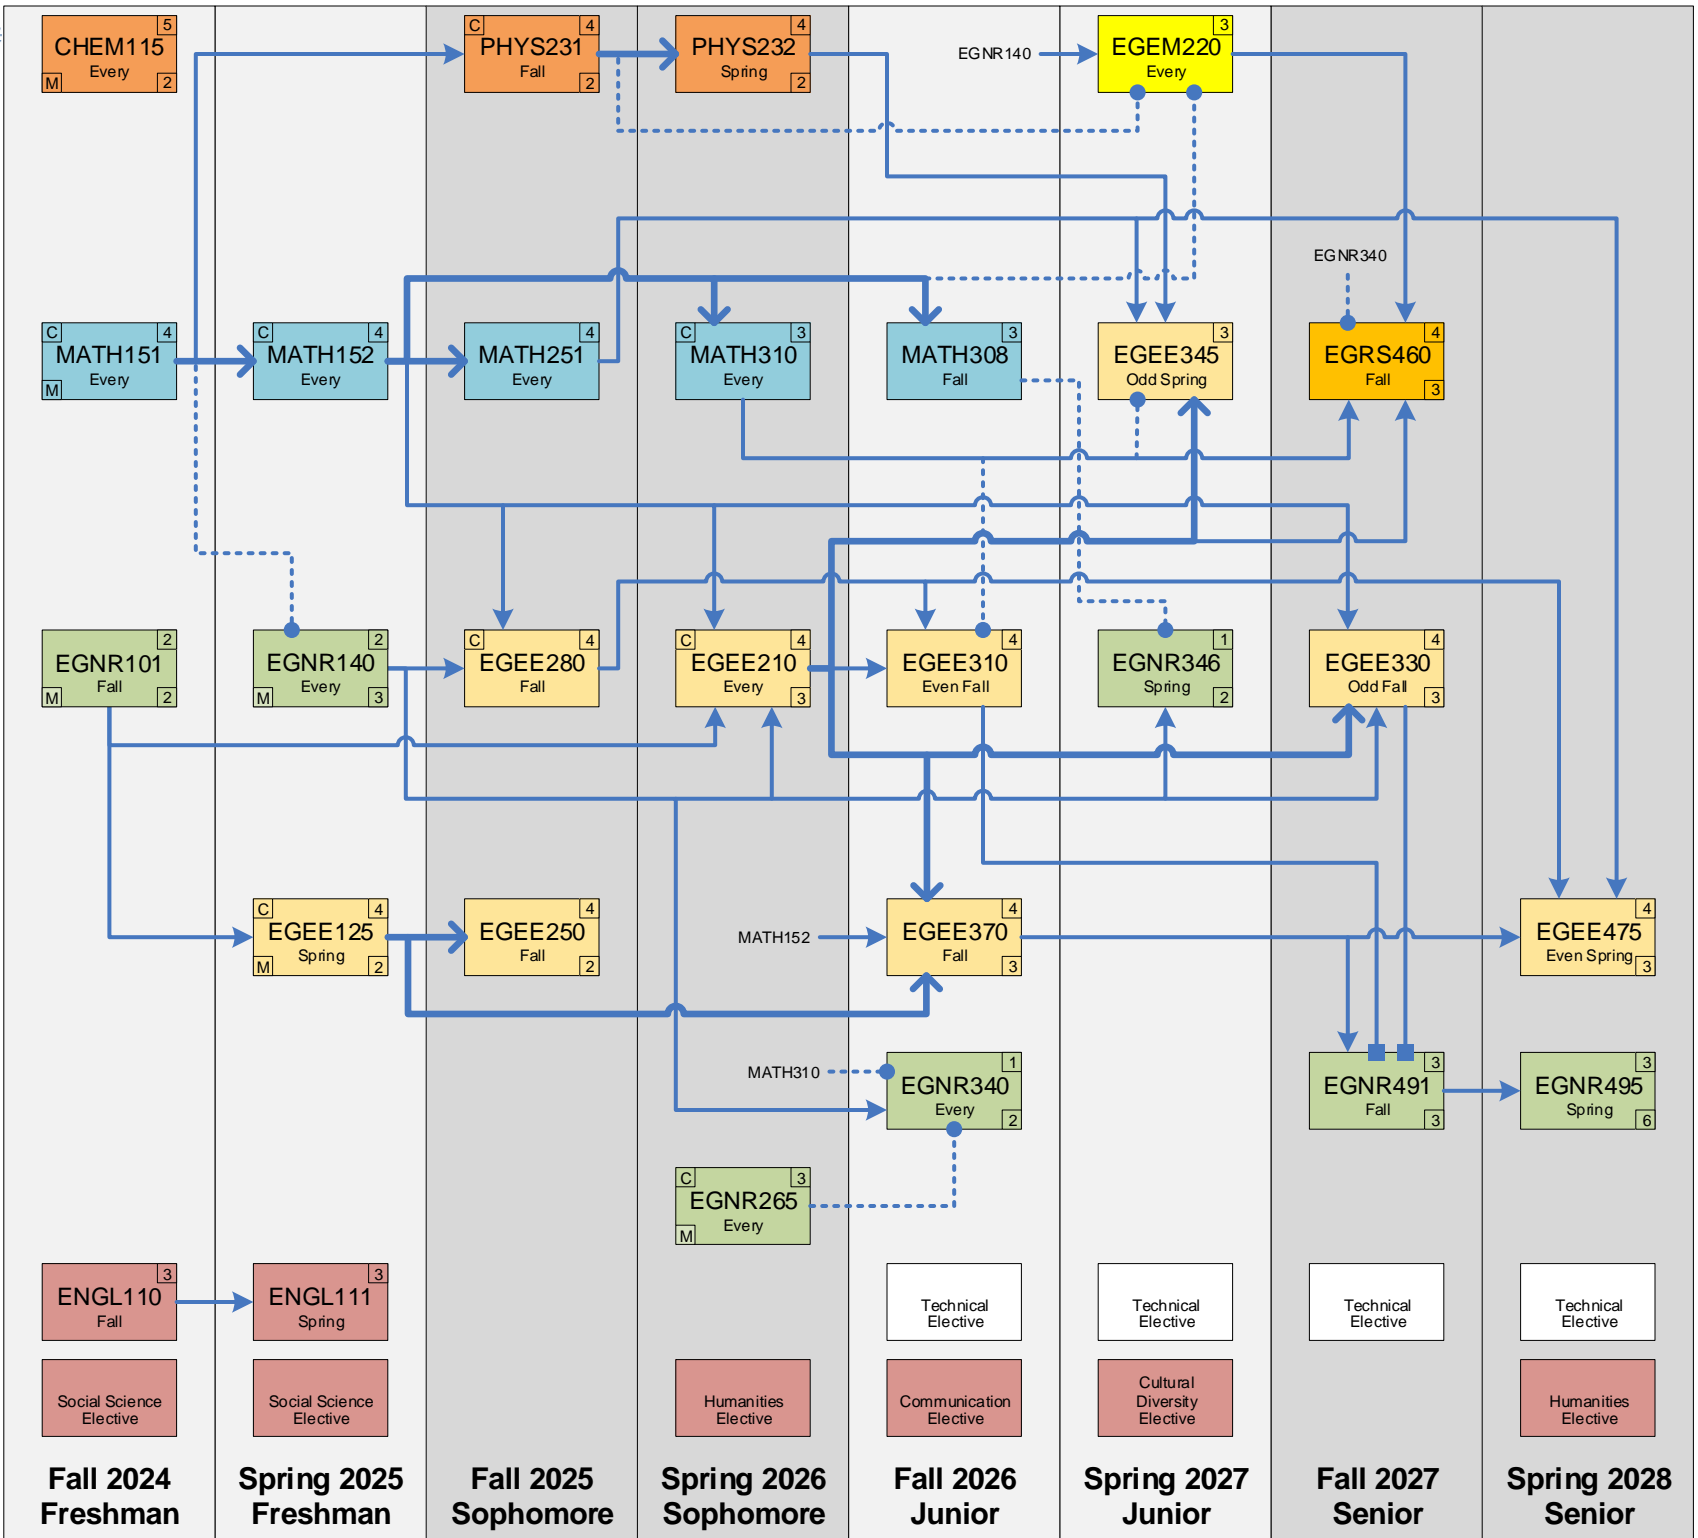 5
CHEM115
Every
M
2
C
4
PHYS231
Fall
2
4
PHYS232
Spring
2
EGNR140
3
EGEM220
Every
EGNR340
C
4
MATH151
Every
M
C
4
MATH152
Every
4
MATH251
Every
C
3
MATH310
Every
3
MATH308
Fall
3
EGEE345
Odd Spring
4
EGRS460
Fall
3
2
EGNR101
Fall
M
2
2
EGNR140
Every
M
3
C
4
EGEE280
Fall
C
4
EGEE210
Every
3
4
EGEE310
Even Fall
1
EGNR346
Spring
2
4
EGEE330
Odd Fall
3
C
4
EGEE125
Spring
M
2
4
EGEE250
Fall
2
MATH152
4
EGEE370
Fall
3
4
EGEE475
Even Spring
3
MATH310
1
EGNR340
Every
2
3
EGNR491
Fall
3
3
EGNR495
Spring
6
C
3
EGNR265
Every
M
3
ENGL110
Fall
3
ENGL111
Spring
Technical
Elective
Technical
Elective
Technical
Elective
Technical
Elective
Social Science
Elective
Social Science
Elective
Humanities
Elective
Communication
Elective
Cultural
Diversity
Elective
Humanities
Elective
Fall 2024
Freshman
Spring 2025
Freshman
Fall 2025
Sophomore
Spring 2026
Sophomore
Fall 2026
Junior
Spring 2027
Junior
Fall 2027
Senior
Spring 2028
Senior